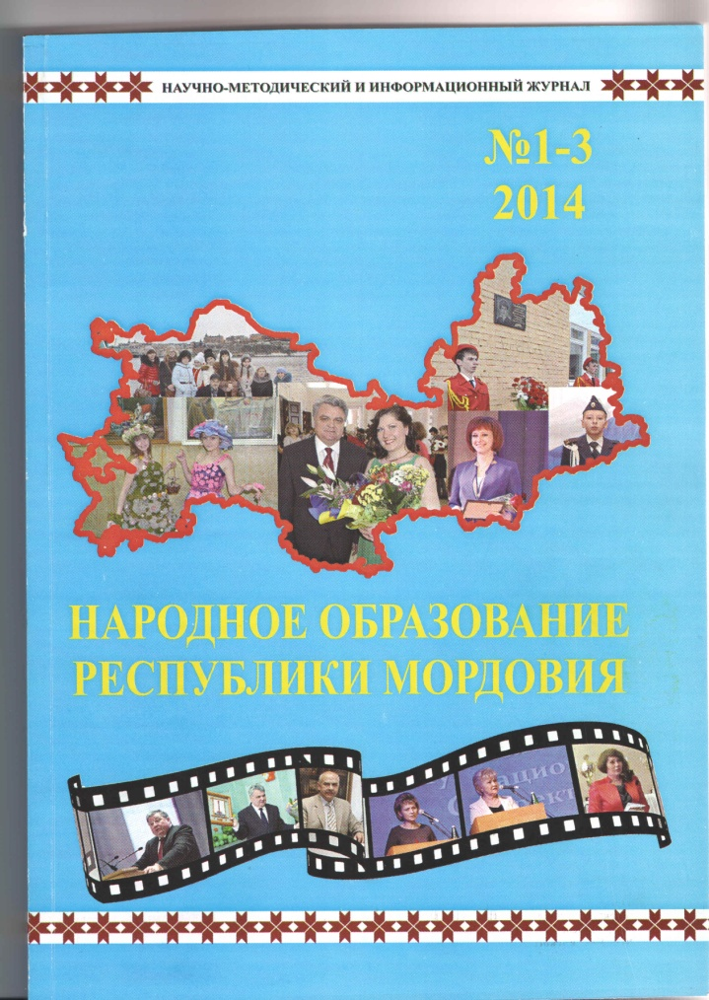 НАУЧНО-МЕТОДИЧЕСКИЙ И ИНФОРМАЦИОННЫЙ ЖУРНАЛ
№1-3
2014
НАРОДНОЕ ОБРАЗОВАНИЕ
РЕСПУБЛИКИ МОРДОВИЯ